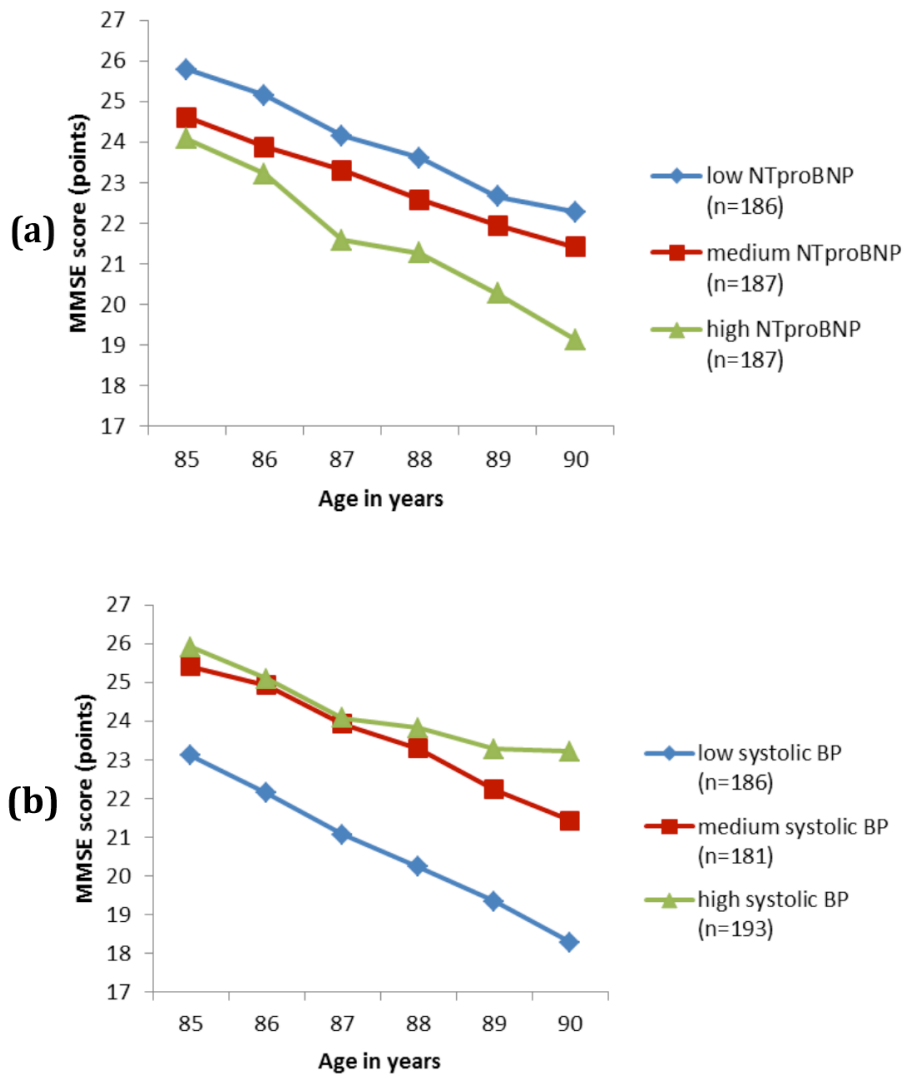 (a)
MMSE score (points)
27
26
25
24
23
22
21
20
19
18
17
85 86 87 88 89 90
Age in years
low NTproBNP
(n=186)
medium NTproBNP
(n=187)
high NTproBNP
(n=187)
(b)
MMSE score (points)
27
26
25
24
23
22
21
20
19
18
17
85 86 87 88 89 90
Age in years
low systolic BP
(n=186)
medium systolic BP
(n=181)
high systolic BP
(n=193)